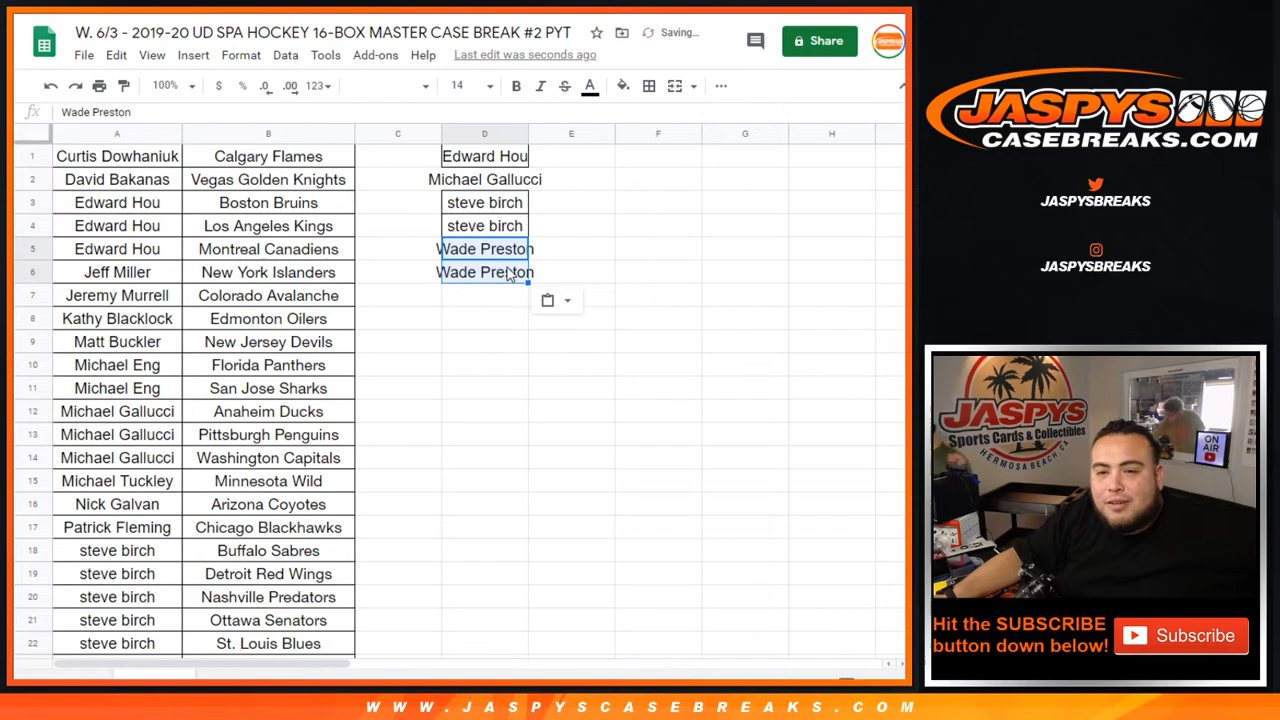 W. 6/3 - 2019-20 UD SPA HOCKEY 16-BOX MASTER CASE BREAK #2 PYT
Saving...
Share
File Edit View Insert Format Data Tools Add-ons Help Last edit was seconds ago
100% $ % .0 .00 123 14 B I S A
fx Wade Preston
A B C D E F G H
1 Curtis Dowhaniuk Calgary Flames Edward Hou
2 David Bakanas Vegas Golden Knights Michael Gallucci
3 Edward Hou Boston Bruins steve birch
4 Edward Hou Los Angeles Kings steve birch
5 Edward Hou Montreal Canadiens Wade Preston
6 Jeff Miller New York Islanders Wade Preston
7 Jeremy Murrell Colorado Avalanche
8 Kathy Blacklock Edmonton Oilers
9 Matt Buckler New Jersey Devils
10 Michael Eng Florida Panthers
11 Michael Eng San Jose Sharks
12 Michael Gallucci Anaheim Ducks
13 Michael Gallucci Pittsburgh Penguins
14 Michael Gallucci Washington Capitals
15 Michael Tuckley Minnesota Wild
16 Nick Galvan Arizona Coyotes
17 Patrick Fleming Chicago Blackhawks
18 steve birch Buffalo Sabres
19 steve birch Detroit Red Wings
20 steve birch Nashville Predators
21 steve birch Ottawa Senators
22 steve birch St. Louis Blues
JASPYS
CASEBREAKS.COM
JASPYSBREAKS
JASPYSBREAKS
JASPYS
Sports Cards & Collectibles
HERMOSA BEACH, CA
ON
AIR
Hit the SUBSCRIBE
button down below!
Subscribe
WWW.JASPYSCASEBREAKS.COM